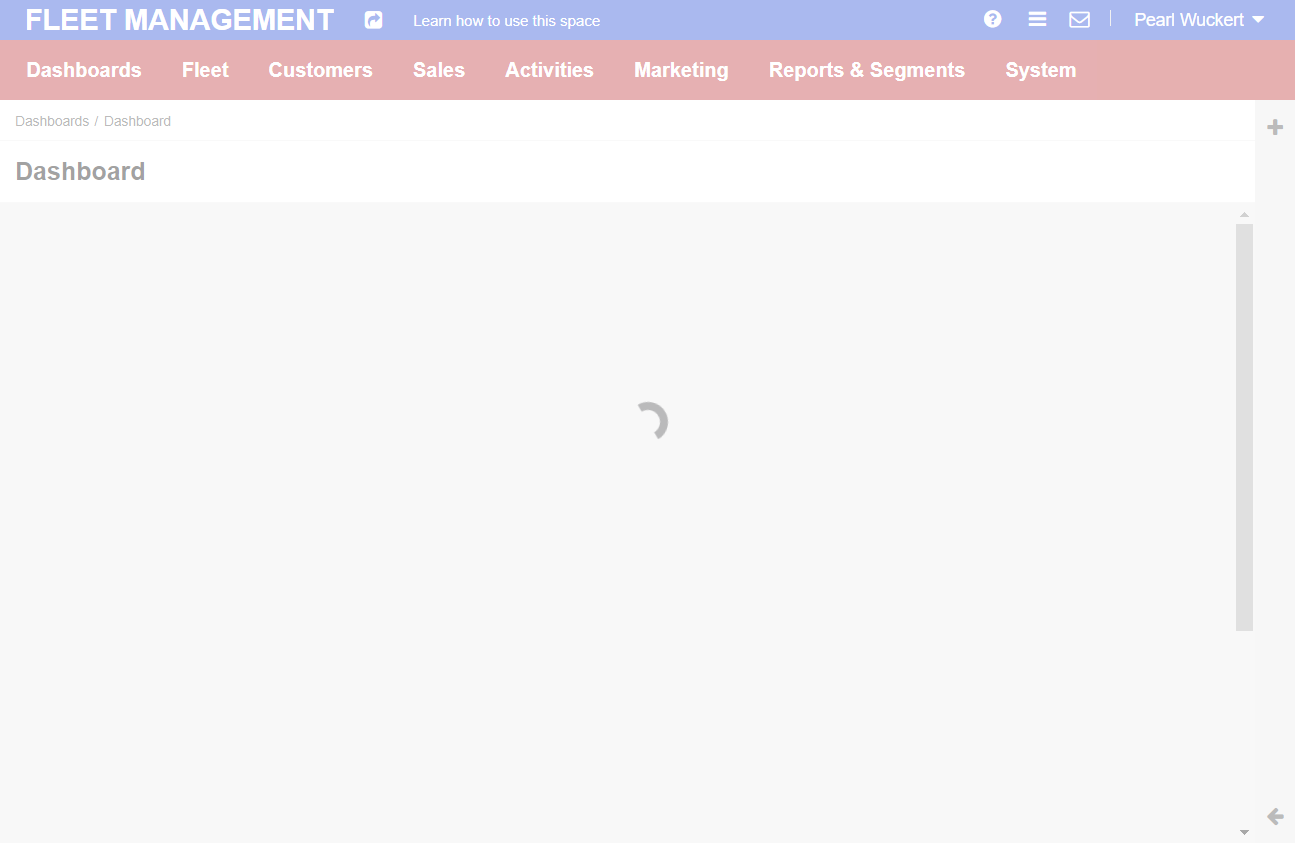 FLEET MANAGEMENT Learn how to use this space Pearl Wuckert
Dashboards Fleet Customers Sales Activities Marketing Reports & Segments System
Dashboards / Dashboard
Dashboard